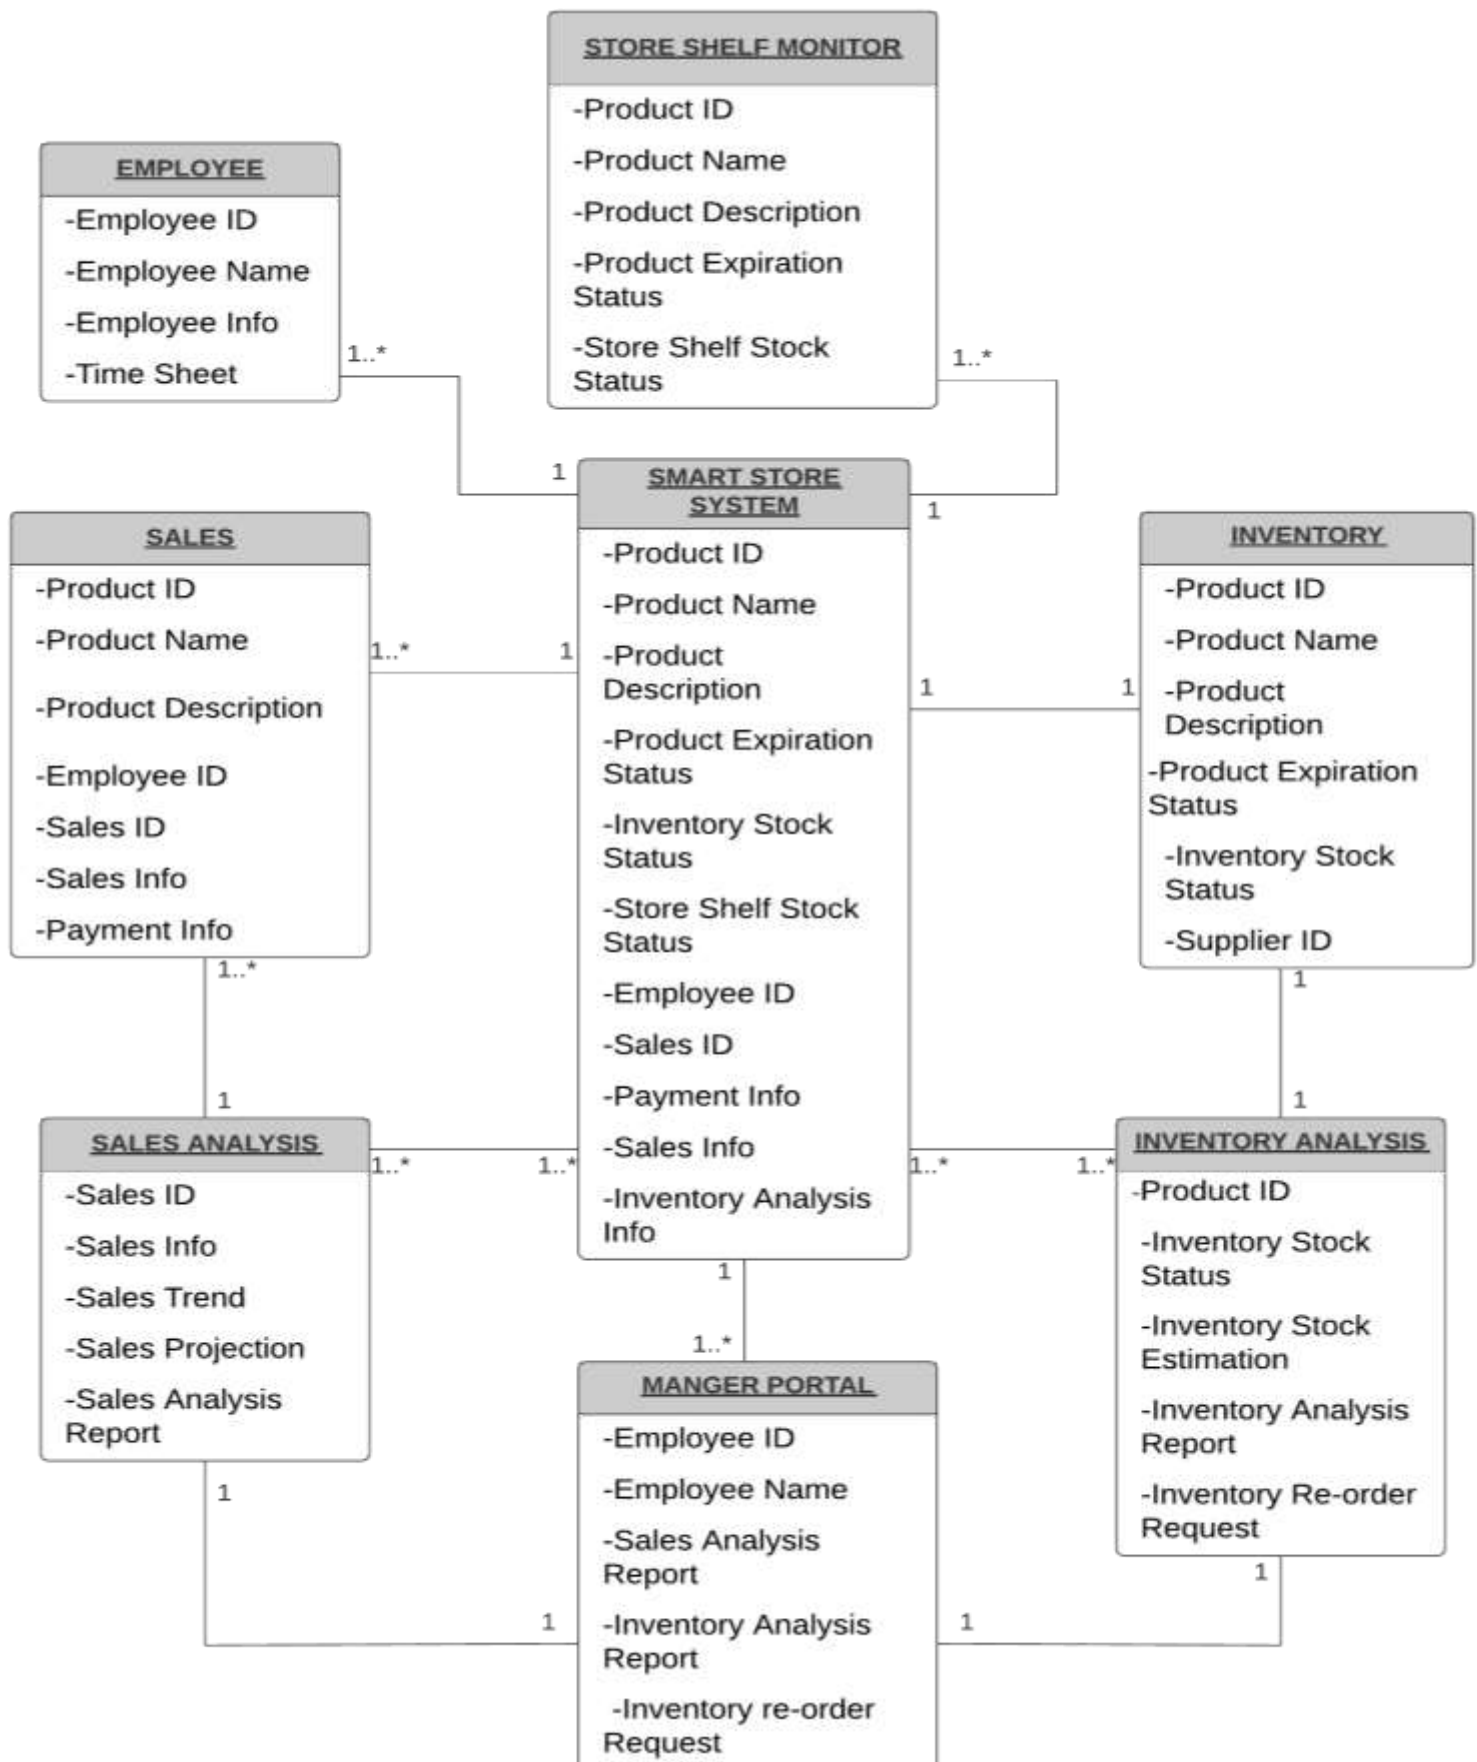 STORE SHELF MONITOR
-Product ID
-Product Name
-Product Description
-Product Expiration
Status
-Store Shelf Stock
Status
1..*
1
EMPLOYEE
-Employee ID
-Employee Name
-Employee Info
-Time Sheet
1..*
1
SMART STORE
SYSTEM
-Product ID
-Product Name
-Product
Description
-Product Expiration
Status
-Inventory Stock
Status
-Store Shelf Stock
Status
-Employee ID
-Sales ID
-Payment Info
-Sales Info
-Inventory Analysis
Info
SALES
-Product ID
-Product Name
-Product Description
-Employee ID
-Sales ID
-Sales Info
-Payment Info
1..*
1
1..*
1
INVENTORY
-Product ID
-Product Name
-Product
Description
-Product Expiration
Status
-Inventory Stock
Status
-Supplier ID
1
1
1
1
SALES ANALYSIS
-Sales ID
-Sales Info
-Sales Trend
-Sales Projection
-Sales Analysis
Report
1..*
1..*
1
1
INVENTORY ANALYSIS
-Product ID
-Inventory Stock
Status
-Inventory Stock
Estimation
-Inventory Analysis
Report
-Inventory Re-order
Request
1..*
1..*
1
1
1
1..*
MANGER PORTAL
-Employee ID
-Employee Name
-Sales Analysis
Report
-Inventory Analysis
Report
-Inventory re-order
Request